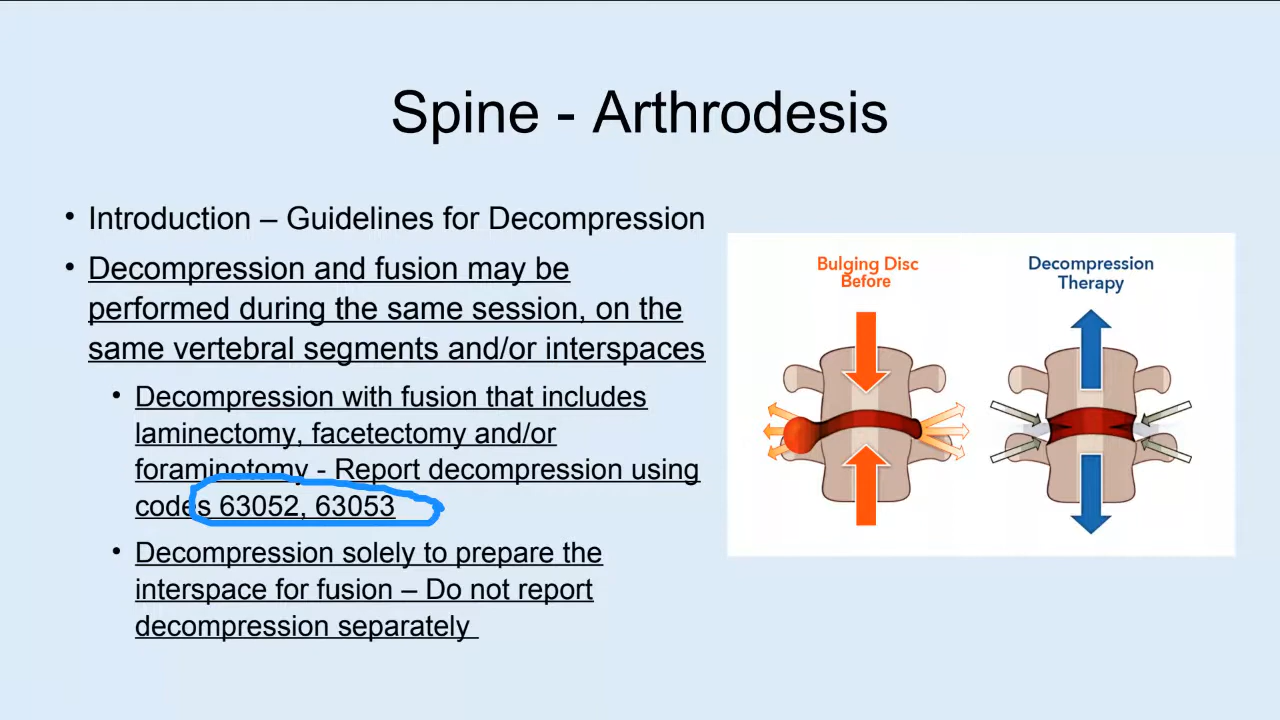 Spine - Arthrodesis
• Introduction – Guidelines for Decompression
• Decompression and fusion may be
performed during the same session, on the
same vertebral segments and/or interspaces
• Decompression with fusion that includes
laminectomy, facetectomy and/or
foraminotomy - Report decompression using
codes 63052, 63053
• Decompression solely to prepare the
interspace for fusion – Do not report
decompression separately
Bulging Disc
Before
Decompression
Therapy